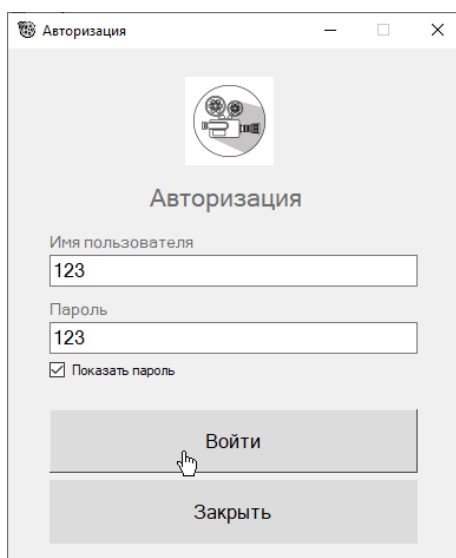 Авторизация
Авторизация
Имя пользователя
123
Пароль
123
Показать пароль
Войти
Закрыть